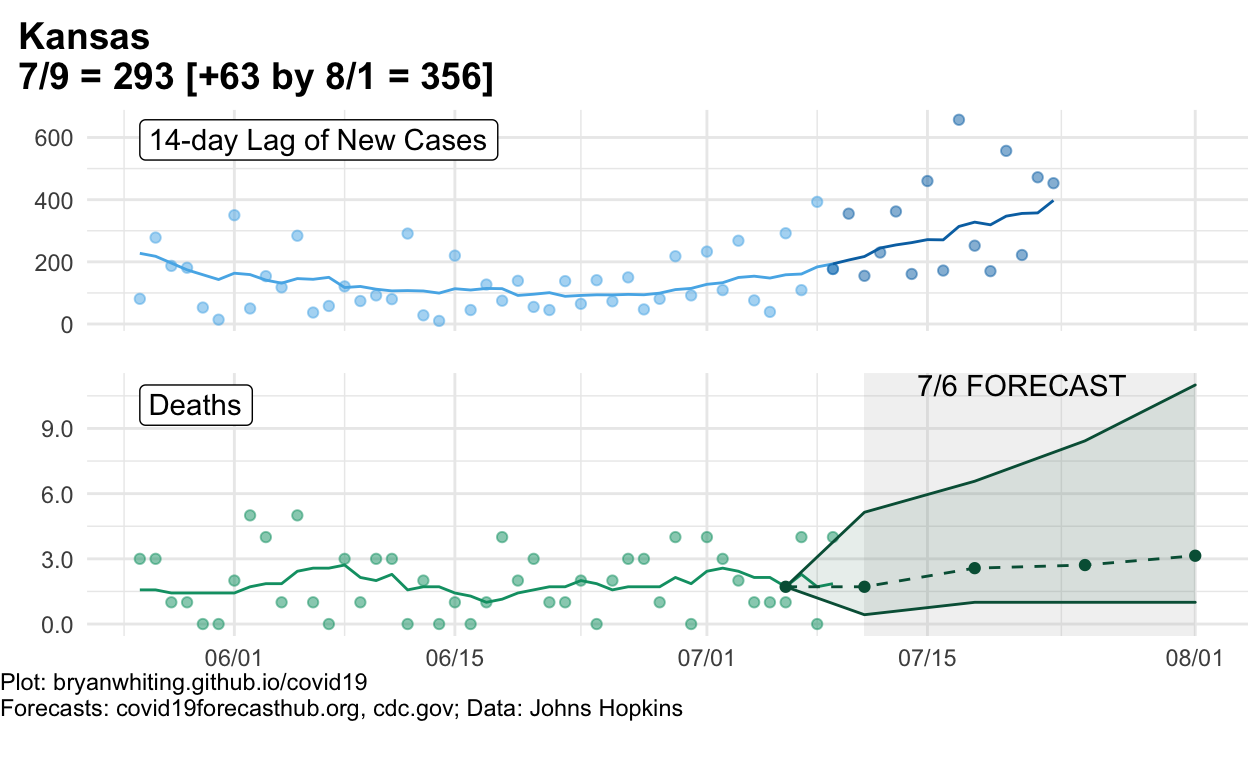 Kansas
7/9 = 293 [+63 by 8/1 = 356]
14-day Lag of New Cases
600
400
200
0
7/6 FORECAST
Deaths
9.0
6.0
3.0
0.0
06/01 06/15 07/01 07/15 08/01
Plot: bryanwhiting.github.io/covid19
Forecasts: covid19forecasthub.org, cdc.gov; Data: Johns Hopkins